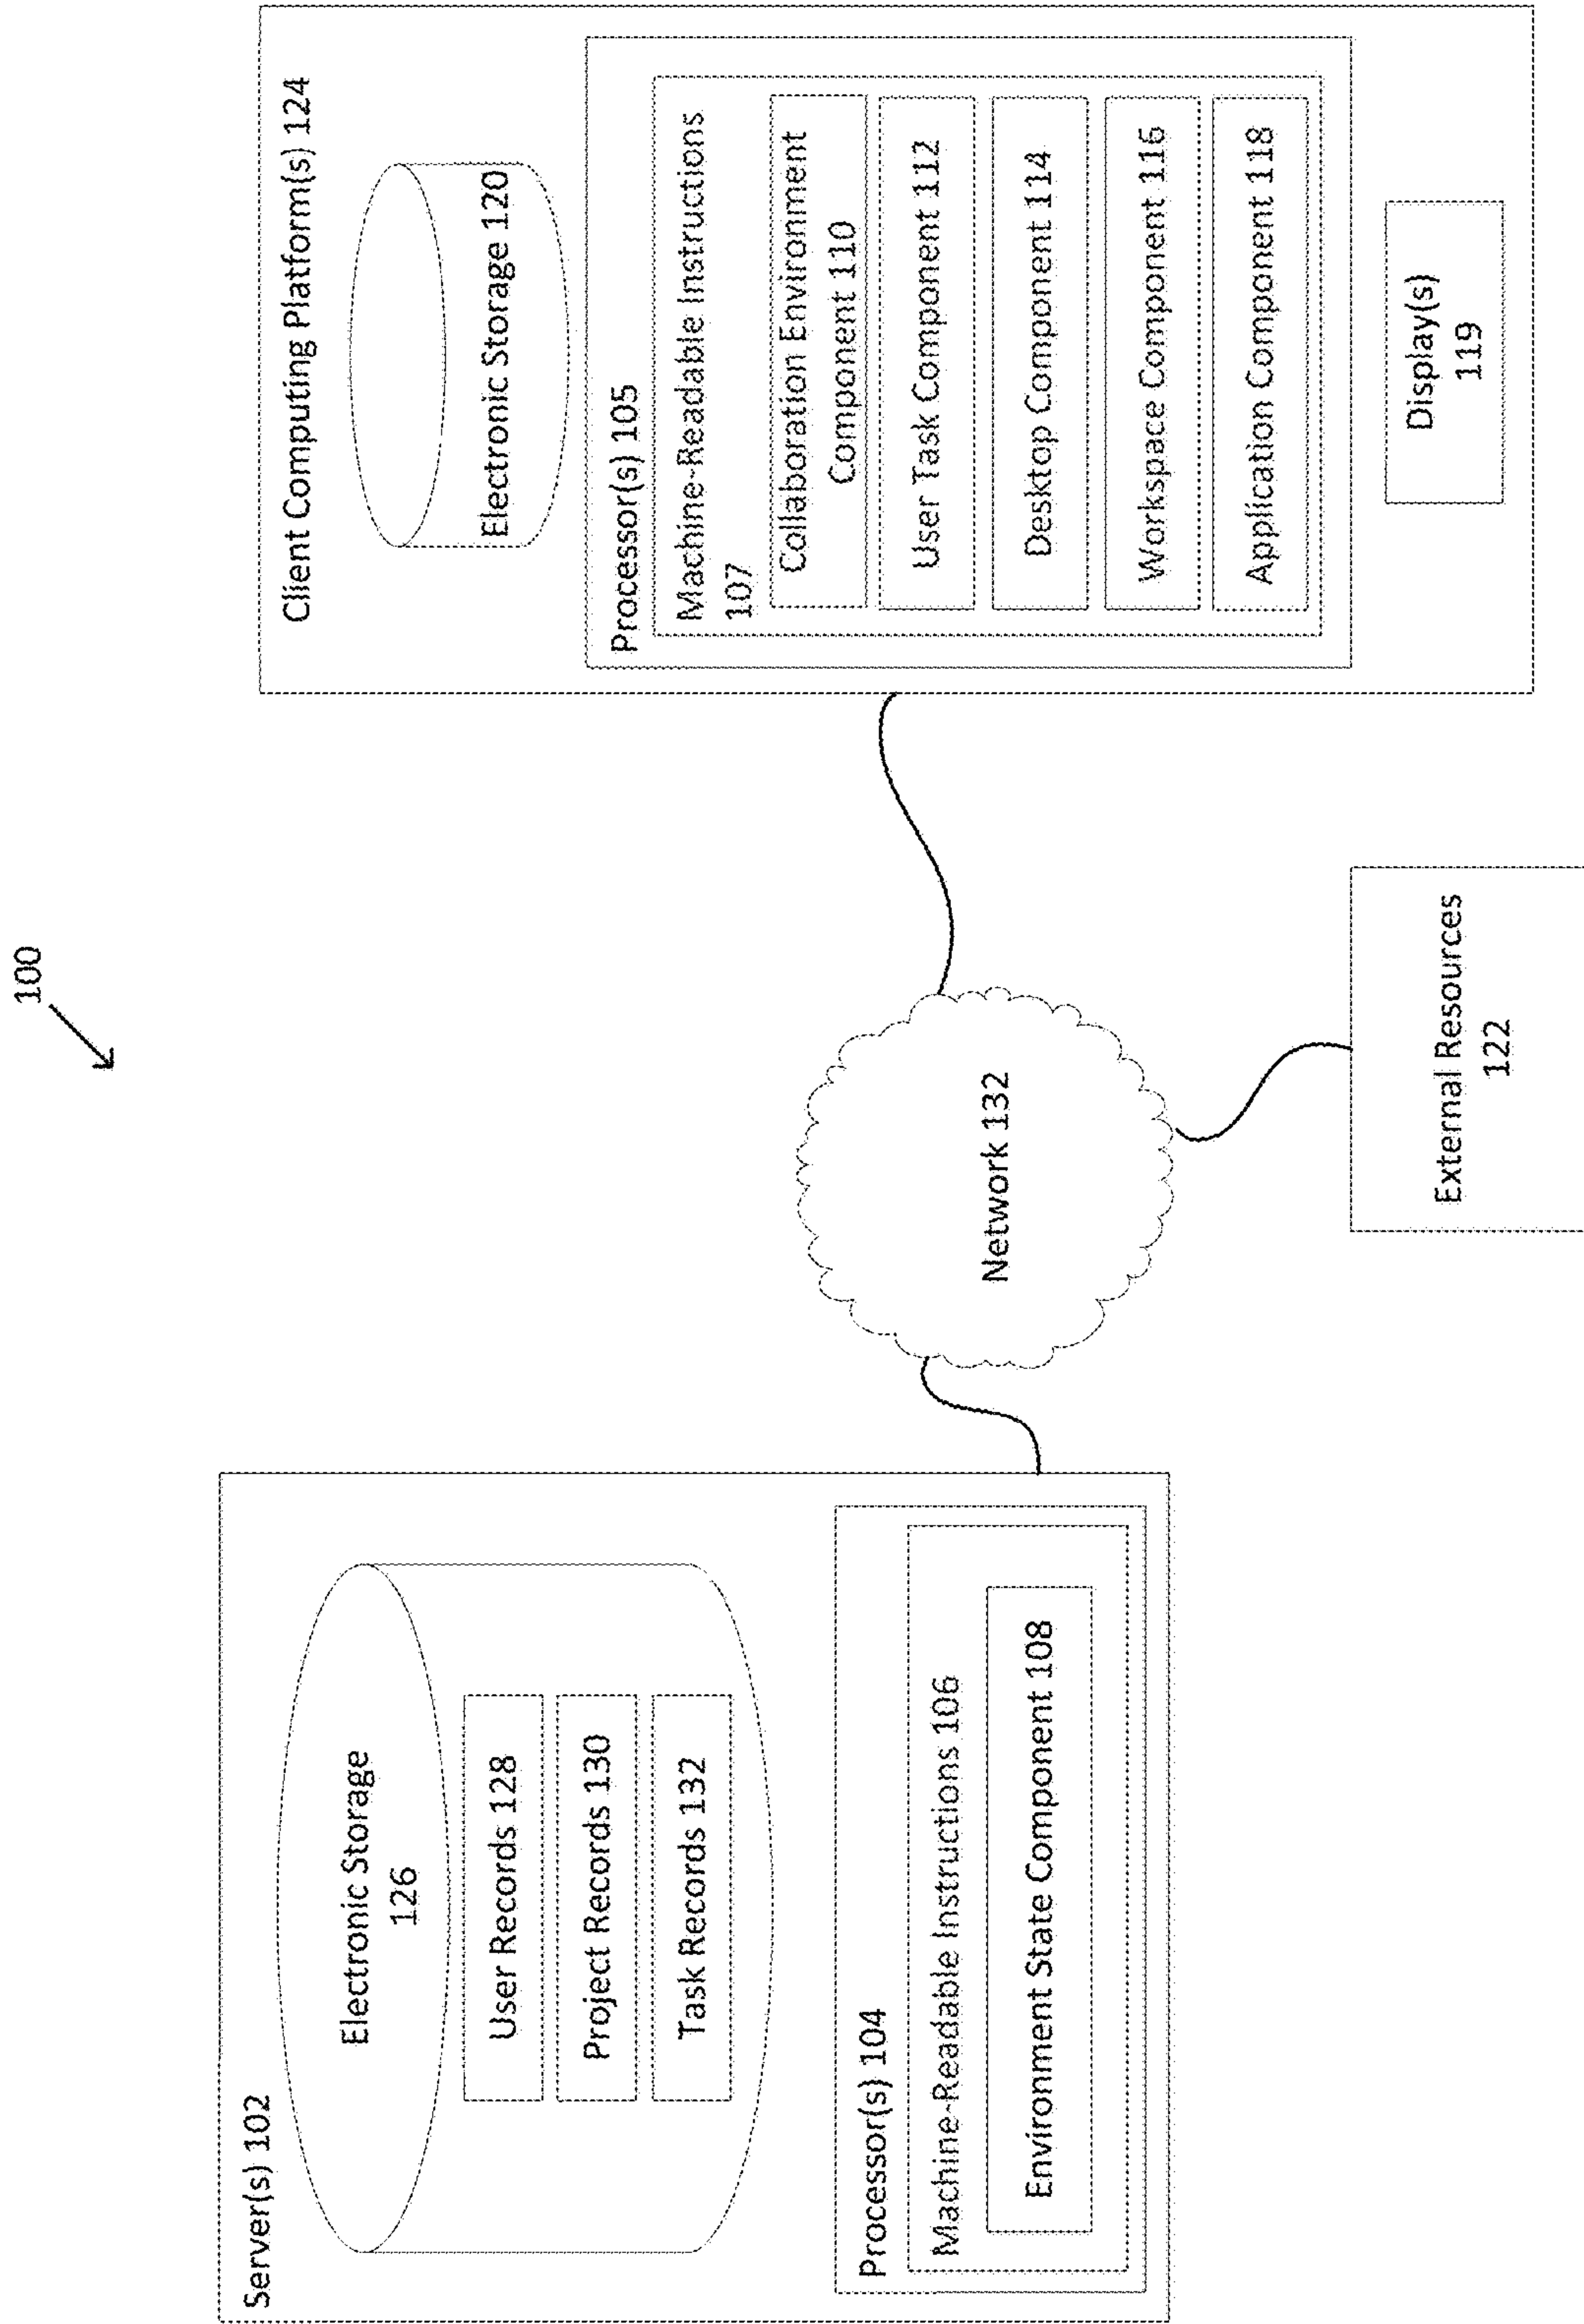 100
Server(s) 102
Electronic Storage
126
User Records 128
Project Records 130
Task Records 132
Processor(s) 104
Machine-Readable Instructions 106
Environment State Component 108
Network 132
External Resources
122
Client Computing Platform(s) 124
Electronic Storage 120
Processor(s) 105
Machine-Readable Instructions
107
Collaboration Environment
Component 110
User Task Component 112
Desktop Component 114
Workspace Component 116
Application Component 118
Display(s)
119